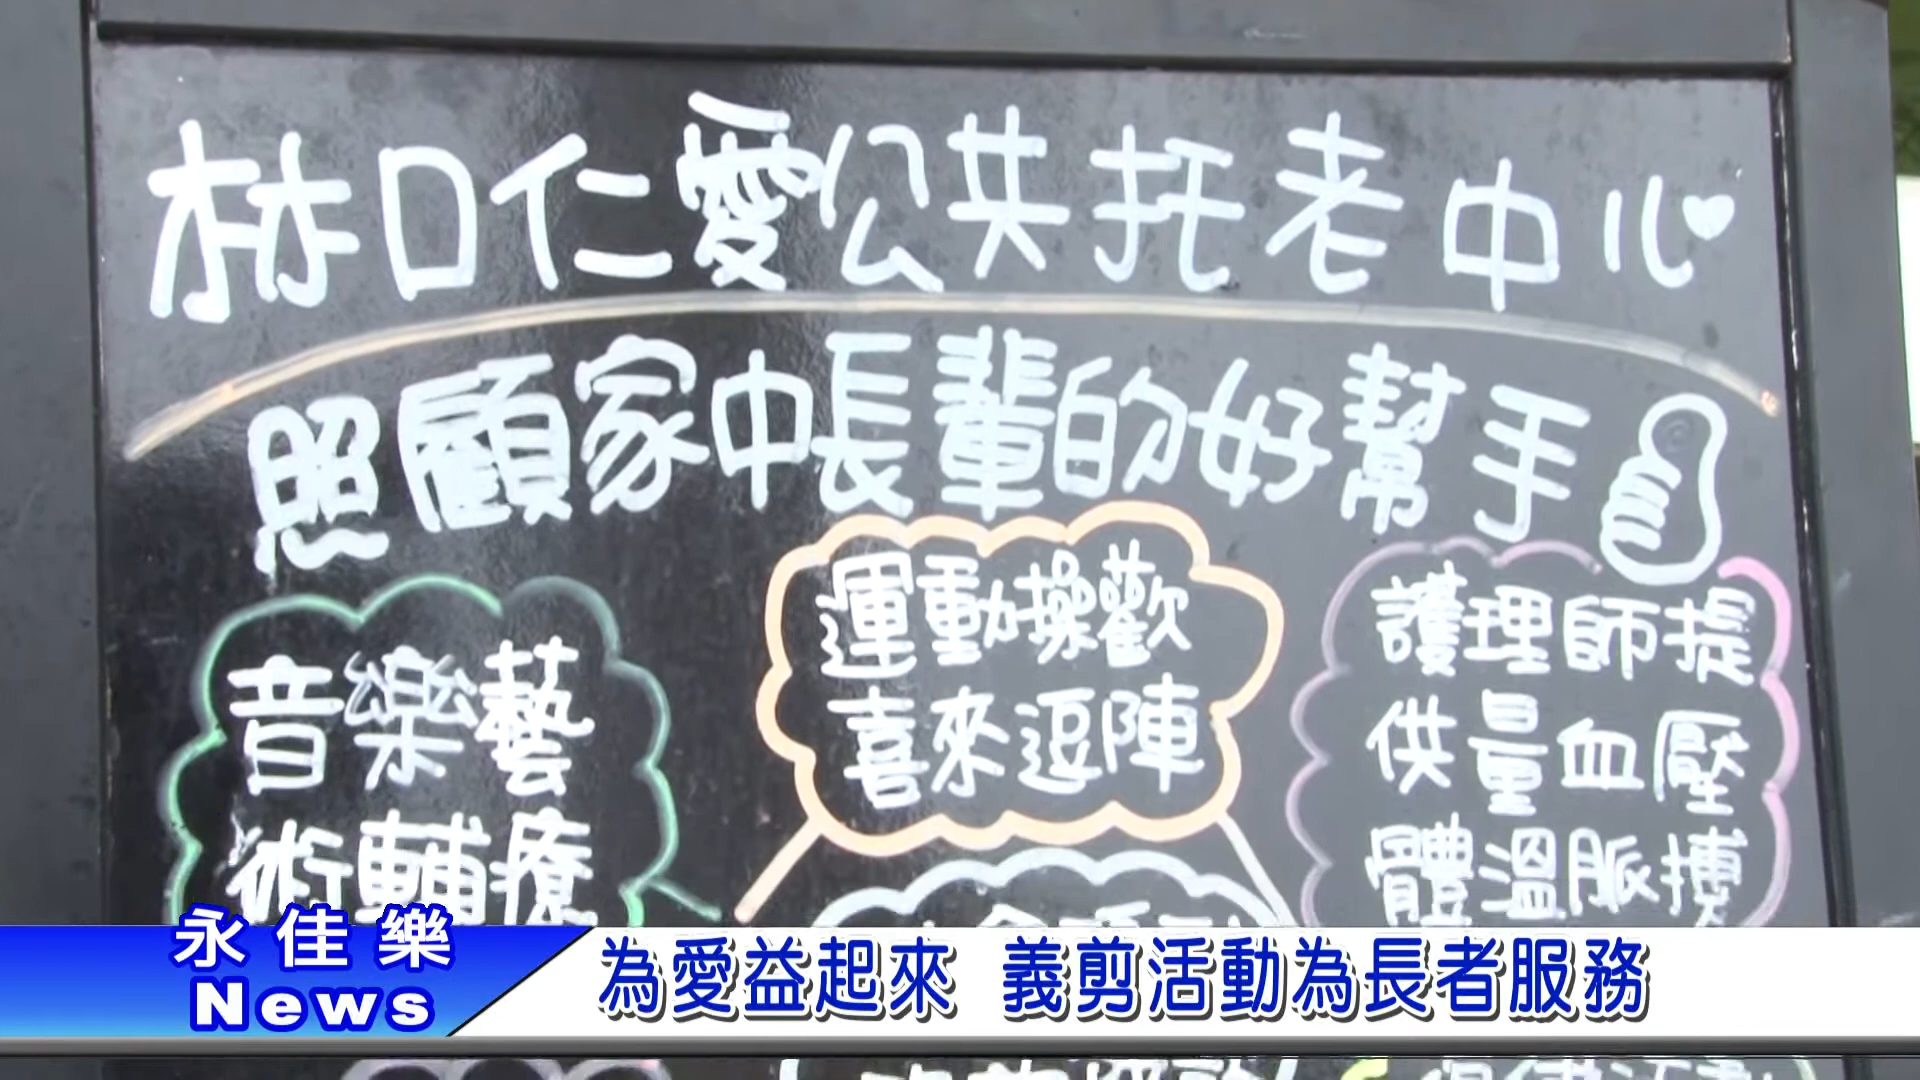 林口仁愛公共托老中心
照顧家中長輩的好幫手
運動操歡
喜來逗陣
音樂藝
術輔療
護理師提
供量血壓
體溫脈搏
永佳樂
News
為愛益起來 義剪活動為長者服務